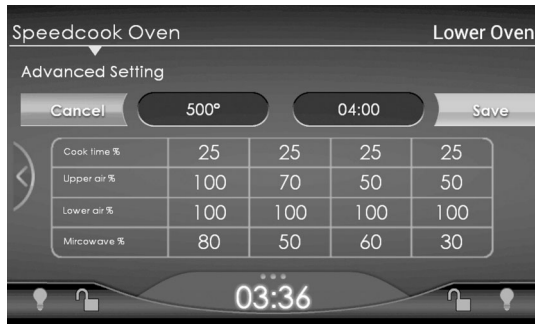 Speedcook Oven Lower Oven
Advanced Setting
Cancel 500° 04:00 Save
Cook time % 25 25 25 25
Upper air % 100 70 50 50
Lower air % 100 100 100 100
Mircowave % 80 50 60 30
03:36